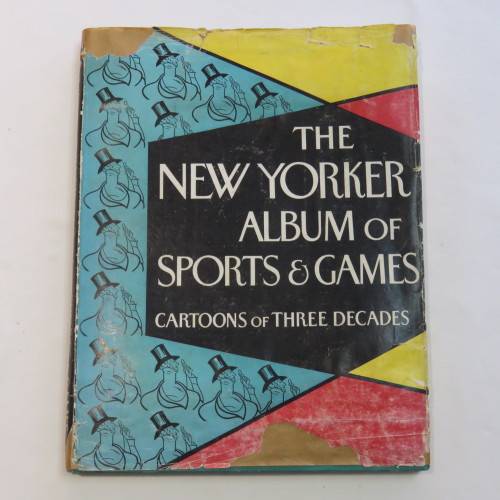 THE
NEW YORKER
ALBUM OF
SPORTS & GAMES
CARTOONS OF THREE DECADES